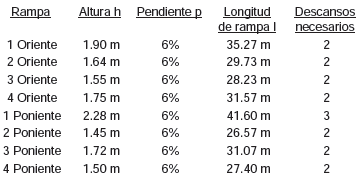 Rampa Altura h Pendiente p Longitud de rampa l Descansos necesarios
1 Oriente 1.90 m 6% 35.27 m 2
2 Oriente 1.64 m 6% 29.73 m 2
3 Oriente 1.55 m 6% 28.23 m 2
4 Oriente 1.75 m 6% 31.57 m 2
1 Poniente 2.28 m 6% 41.60 m 3
2 Poniente 1.45 m 6% 26.57 m 2
3 Poniente 1.72 m 6% 31.07 m 2
4 Poniente 1.50 m 6% 27.40 m 2